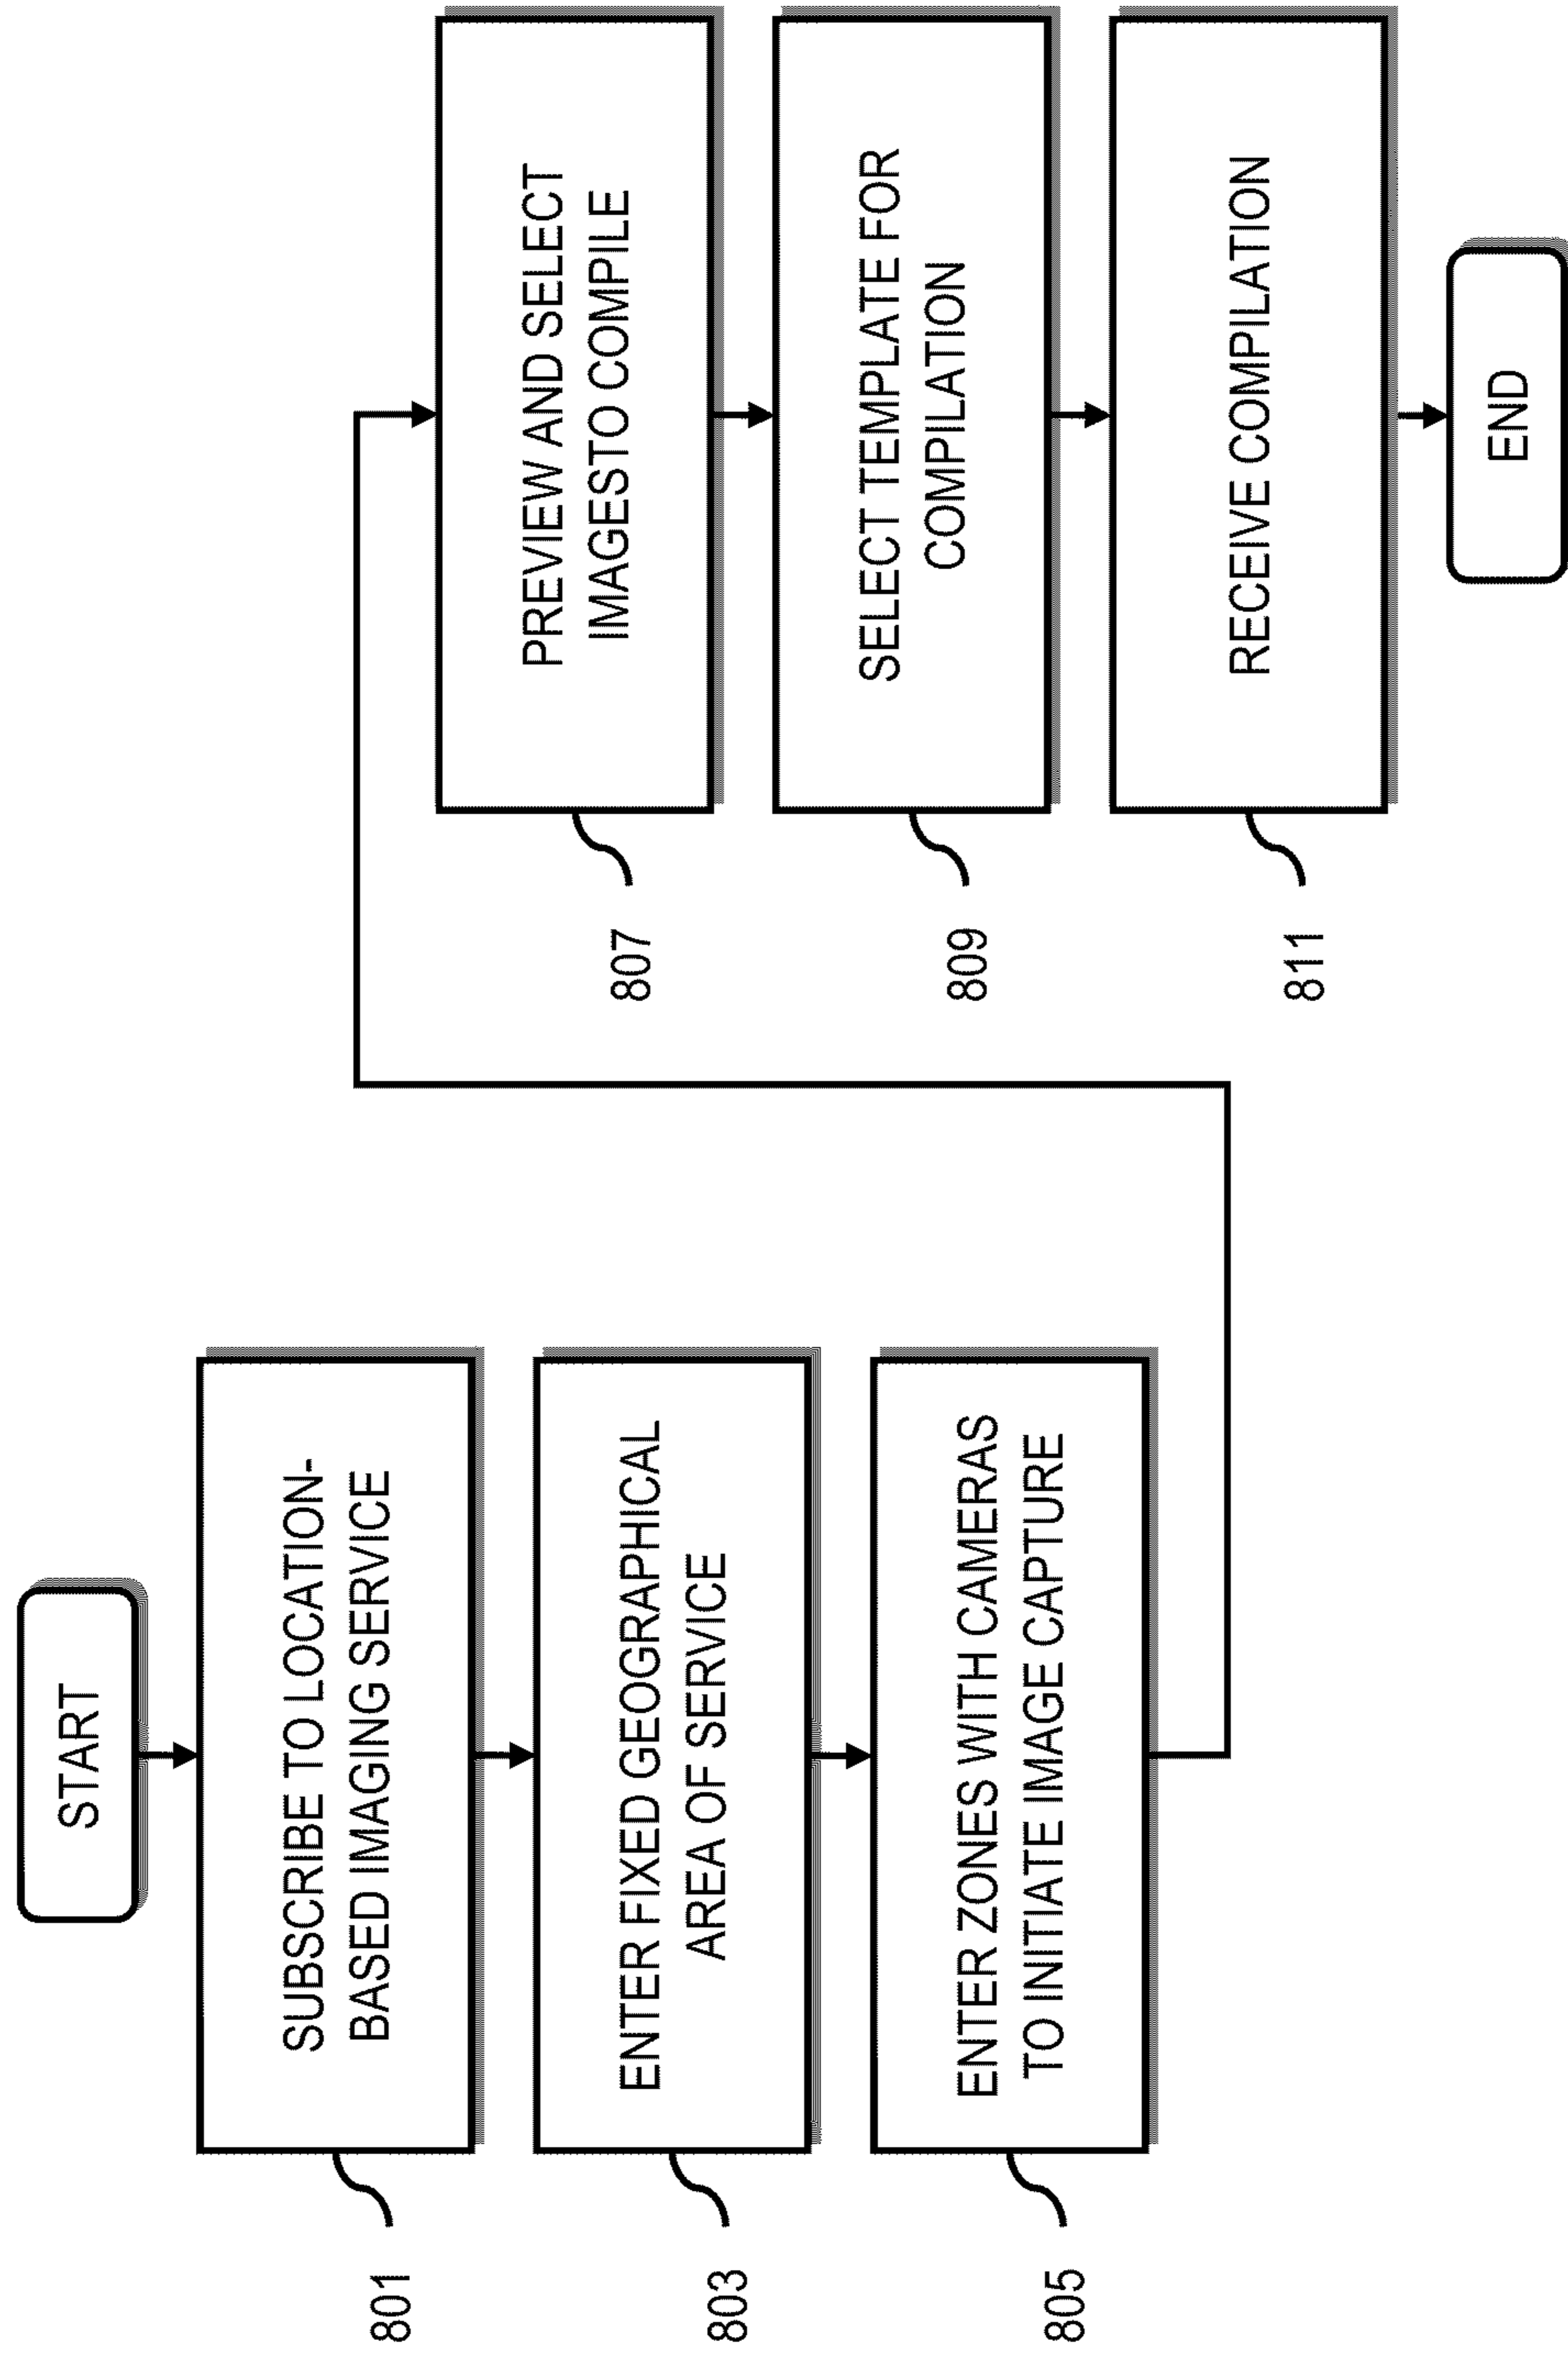 START
SUBSCRIBE TO LOCATION-
BASED IMAGING SERVICE
801
ENTER FIXED GEOGRAPHICAL
AREA OF SERVICE
803
ENTER ZONES WITH CAMERAS
TO INITIATE IMAGE CAPTURE
805
PREVIEW AND SELECT
IMAGESTO COMPILE
807
SELECT TEMPLATE FOR
COMPILATION
809
RECEIVE COMPILATION
811
END